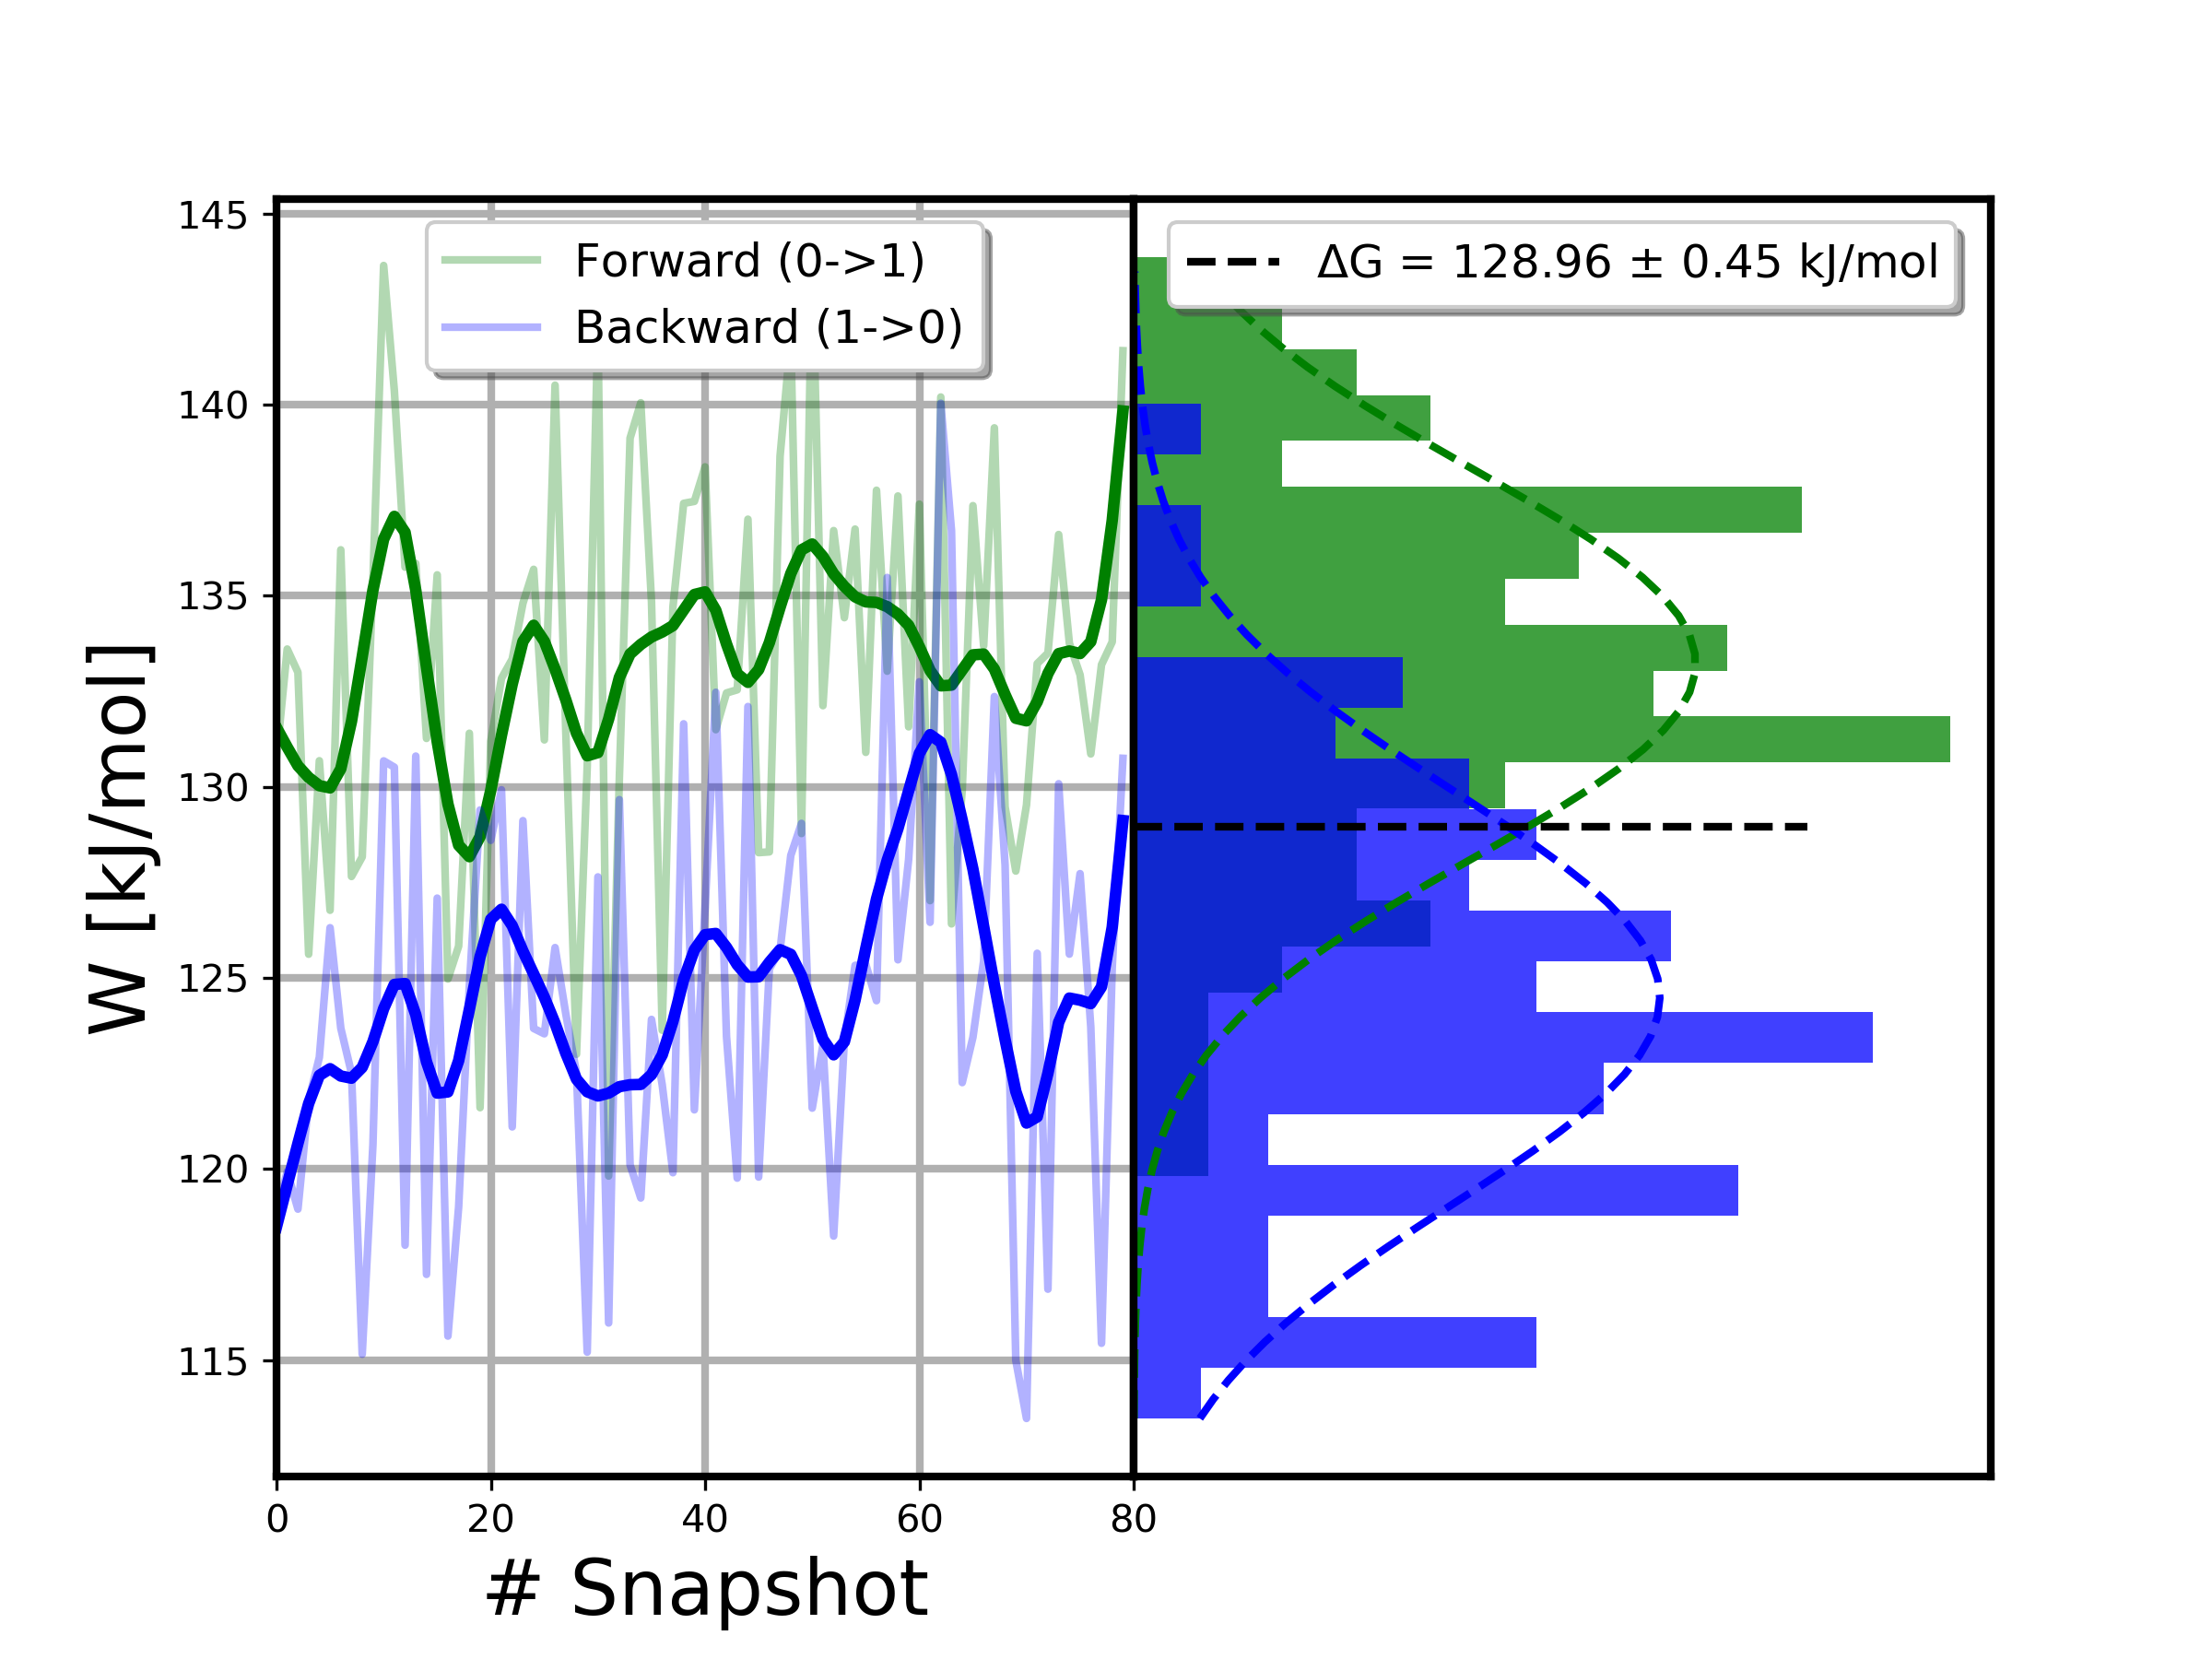 Forward (0->1)
Backward (1->0)
ΔG = 128.96 ± 0.45 kJ/mol
W [kJ/mol]
145
140
135
130
125
120
115
0 20 40 60 80
# Snapshot